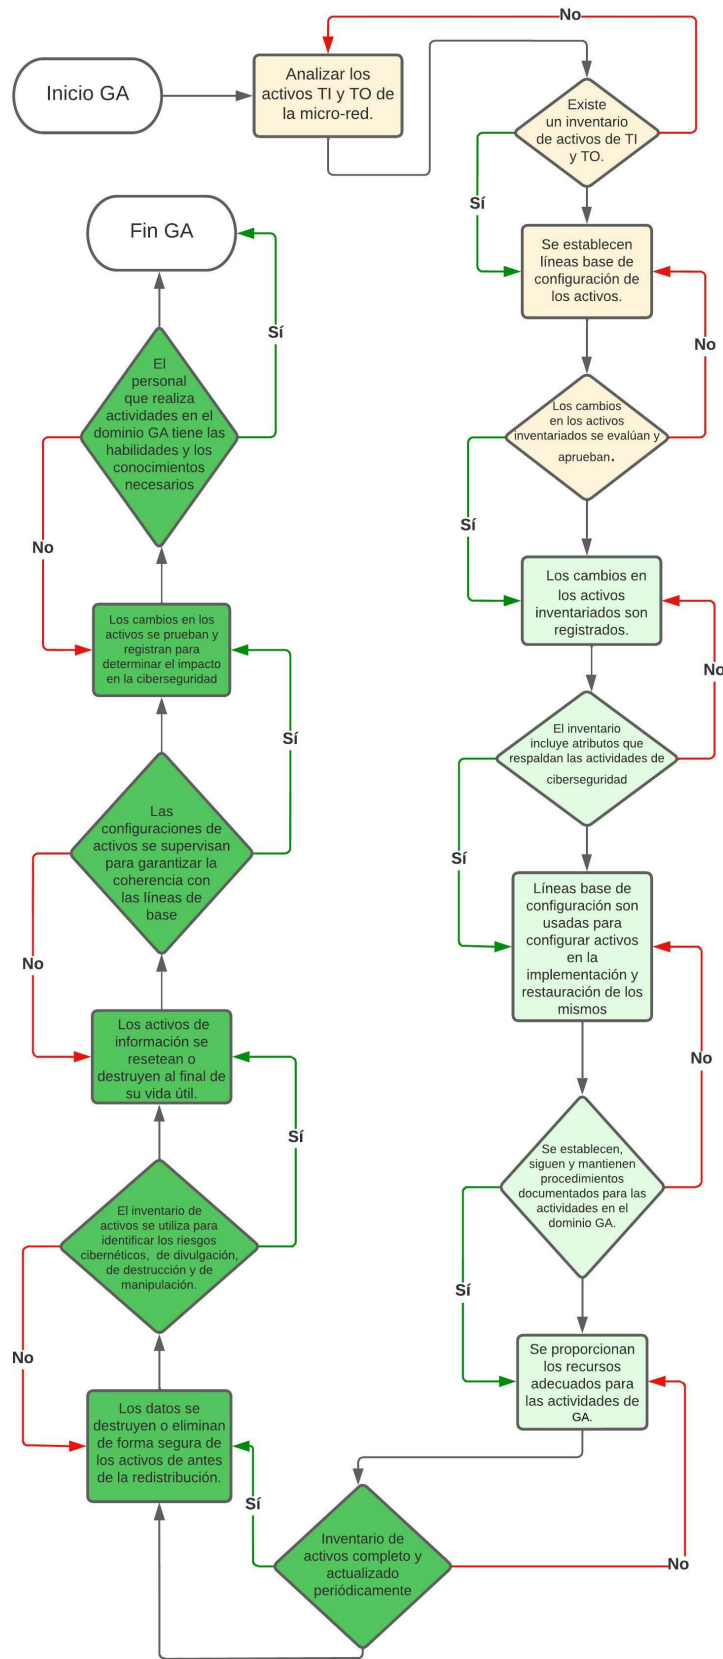 Inicio GA
Analizar los
activos TI y TO de
la micro-red.
No
Existe
un inventario
de activos de TI
y TO.
Sí
Se establecen
líneas base de
configuración de
los activos.
No
Los cambios
en los activos
inventariados se evalúan y
aprueban.
Sí
Los cambios en
los activos
inventariados son
registrados.
No
El inventario
incluye atributos que
respaldan las actividades de
ciberseguridad
Sí
Líneas base de
configuración son
usadas para
configurar activos
en la
implementación y
restauración de los
mismos
No
Se establecen,
siguen y mantienen
procedimientos
documentados para las
actividades en el
dominio GA.
Sí
Se proporcionan
los recursos
adecuados para
las actividades de
GA.
No
Inventario de
activos completo y
actualizado
periódicamente
Sí
Los datos se
destruyen o eliminan
de forma segura de
los activos de antes
de la redistribución.
No
El inventario de
activos se utiliza para
identificar los riesgos
cibernéticos, de divulgación,
de destrucción y de
manipulación.
Sí
Los activos de
información se
resetean o
destruyen al final de
su vida útil.
No
Las
configuraciones de
activos se supervisan
para garantizar la
coherencia con
las líneas de
base
Sí
Los cambios en los
activos se prueban y
registran para
determinar el impacto
en la ciberseguridad
No
El
personal
que realiza
actividades en el
dominio GA tiene las
habilidades y los
conocimientos
necesarios
Sí
Fin GA